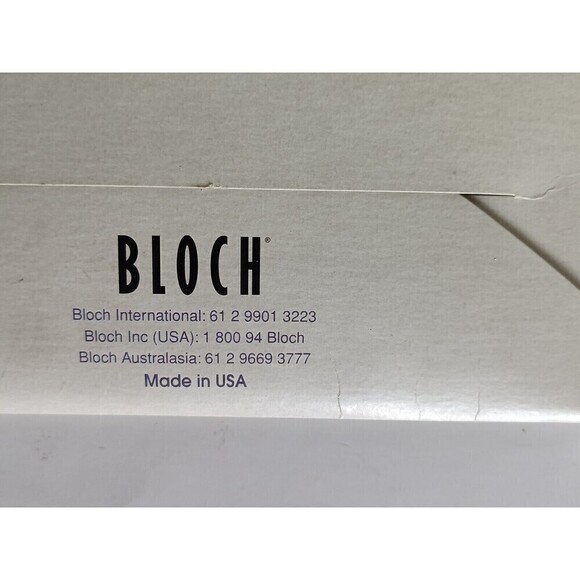 BLOCH®
Bloch International: 61 2 9901 3223
Bloch Inc (USA): 1 800 94 Bloch
Bloch Australasia: 61 2 9669 3777
Made in USA